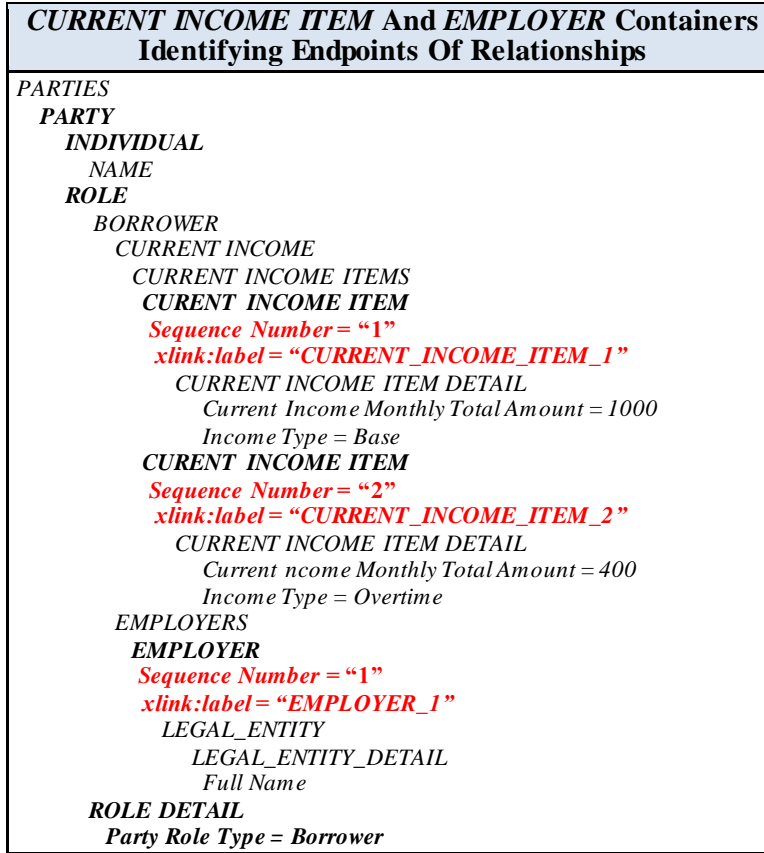 CURRENT INCOME ITEM And EMPLOYER Containers
Identifying Endpoints Of Relationships
PARTIES
PARTY
INDIVIDUAL
NAME
ROLE
BORROWER
CURRENT INCOME
CURRENT INCOME ITEMS
CURENT INCOME ITEM
Sequence Number = “1”
xlink:label = “CURRENT_INCOME_ITEM_1”
CURRENT INCOME ITEM DETAIL
Current Income Monthly Total Amount = 1000
Income Type = Base
CURENT INCOME ITEM
Sequence Number = “2”
xlink:label = “CURRENT_INCOME_ITEM_2”
CURRENT INCOME ITEM DETAIL
Current ncome Monthly Total Amount = 400
Income Type = Overtime
EMPLOYERS
EMPLOYER
Sequence Number = “1”
xlink:label = “EMPLOYER_1”
LEGAL_ENTITY
LEGAL_ENTITY_DETAIL
Full Name
ROLE DETAIL
Party Role Type = Borrower